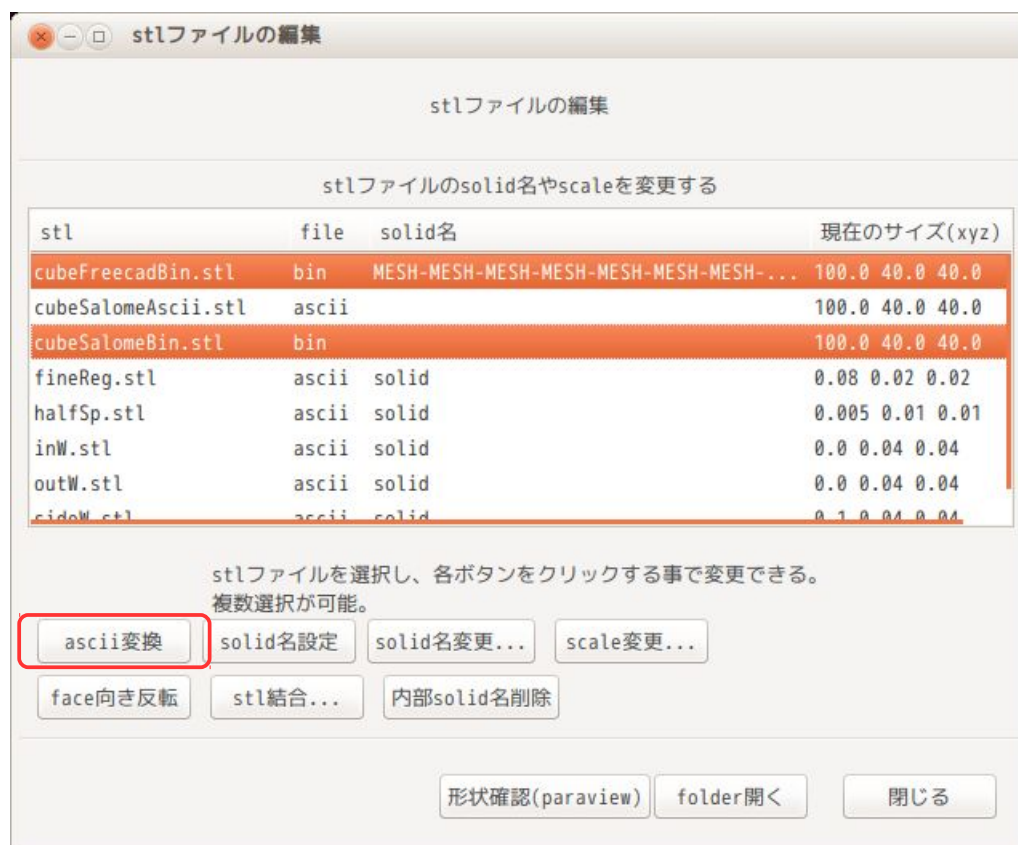 stlファイルの編集
stlファイルの編集
stlファイルのsolid名やscaleを変更する
stl file solid名 現在のサイズ(xyz)
cubeFreecadBin.stl bin MESH-MESH-MESH-MESH-MESH-MESH-MESH-... 100.0 40.0 40.0
cubeSalomeAscii.stl ascii 100.0 40.0 40.0
cubeSalomeBin.stl bin 100.0 40.0 40.0
fineReg.stl ascii solid 0.08 0.02 0.02
halfSp.stl ascii solid 0.005 0.01 0.01
inW.stl ascii solid 0.0 0.04 0.04
outW.stl ascii solid 0.0 0.04 0.04
sideW.stl ascii solid 0.1 0.04 0.04
stlファイルを選択し、各ボタンをクリックする事で変更できる。
複数選択が可能。
ascii変換 solid名設定 solid名変更... scale変更...
face向き反転 stl結合... 内部solid名削除
形状確認(paraview) folder開く 閉じる